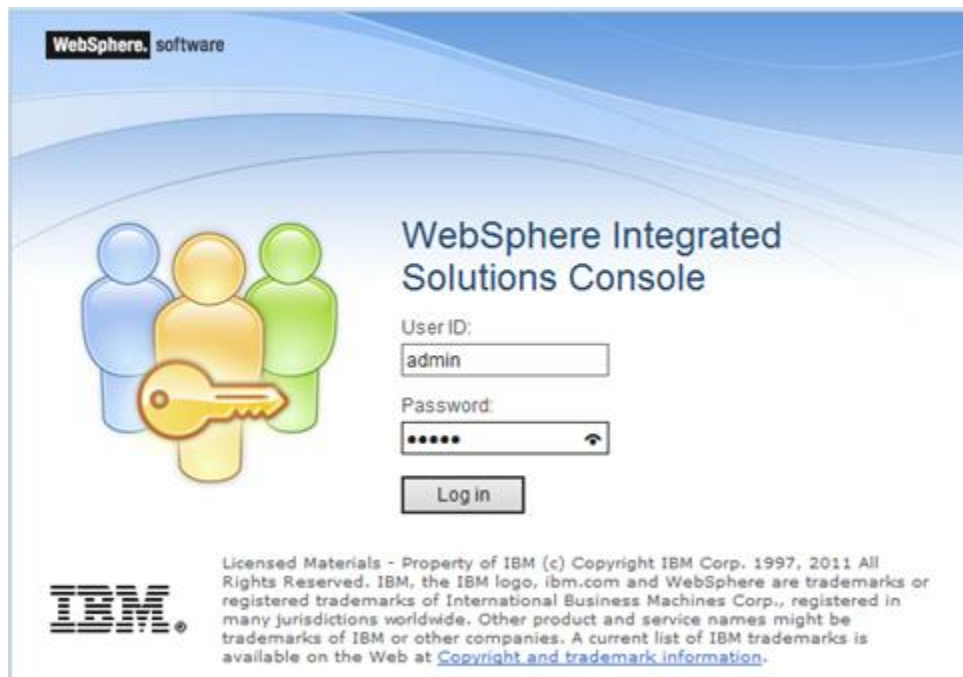 WebSphere. software
WebSphere Integrated
Solutions Console
User ID:
admin
Password:
•••••
Log in
IBM.
Licensed Materials - Property of IBM (c) Copyright IBM Corp. 1997, 2011 All
Rights Reserved. IBM, the IBM logo, ibm.com and WebSphere are trademarks or
registered trademarks of International Business Machines Corp., registered in
many jurisdictions worldwide. Other product and service names might be
trademarks of IBM or other companies. A current list of IBM trademarks is
available on the Web at Copyright and trademark information.